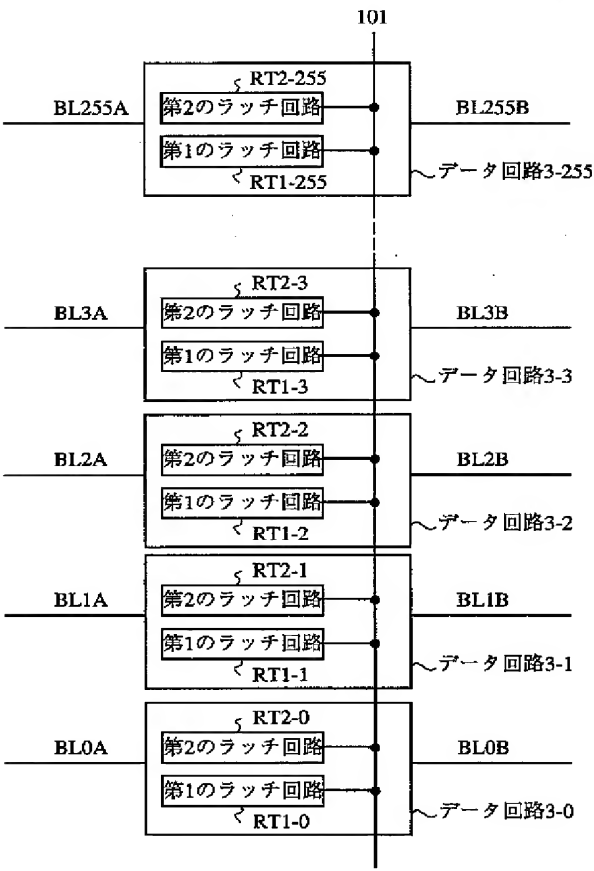 101
RT2-255
BL255A
第2のラッチ回路
BL255B
第1のラッチ回路
データ回路3-255
RT1-255
RT2-3
BL3A
第2のラッチ回路
BL3B
第1のラッチ回路
データ回路3-3
RT1-3
RT2-2
BL2A
第2のラッチ回路
BL2B
第1のラッチ回路
データ回路3-2
RT1-2
RT2-1
BL1A
第2のラッチ回路
BL1B
第1のラッチ回路
データ回路3-1
RT1-1
RT2-0
BL0A
第2のラッチ回路
BL0B
第1のラッチ回路
データ回路3-0
RT1-0